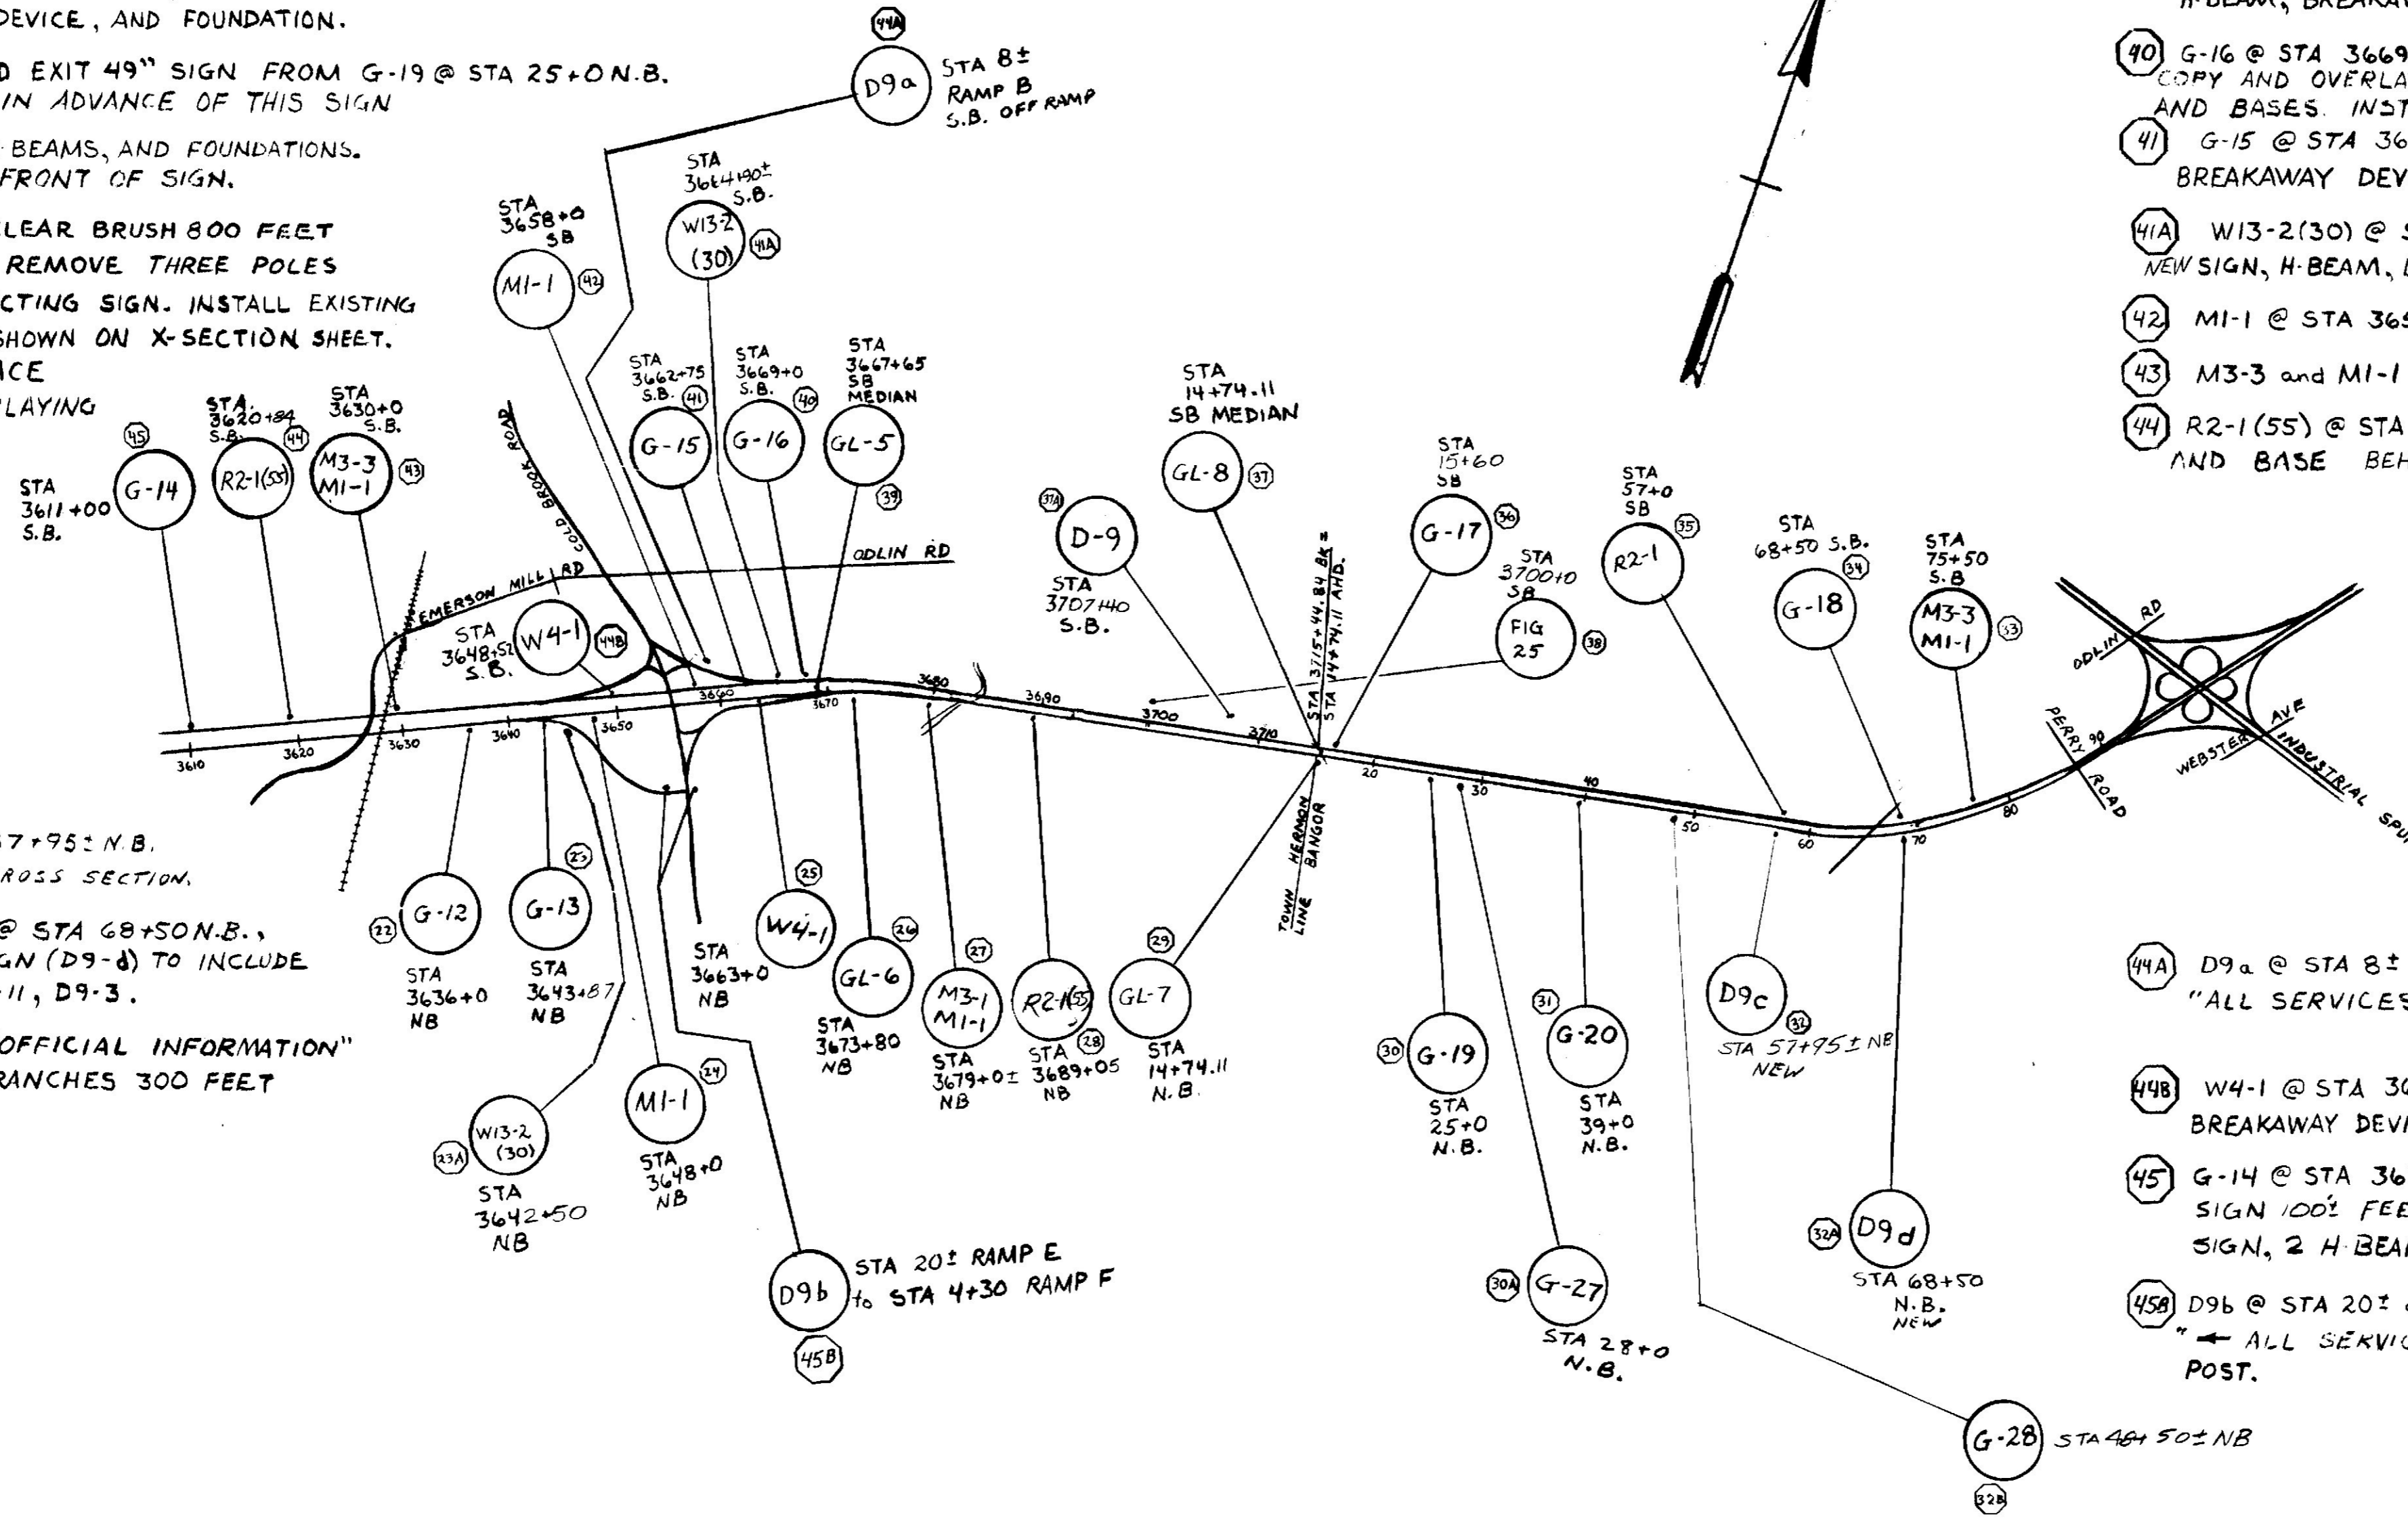 DEVICE, AND FOUNDATION.
EXIT 49" SIGN FROM G-19 @ STA 25+0 N.B.
IN ADVANCE OF THIS SIGN
BEAMS, AND FOUNDATIONS.
FRONT OF SIGN.
CLEAR BRUSH 800 FEET
REMOVE THREE POLES
CTING SIGN. INSTALL EXISTING
SHOWN ON X-SECTION SHEET.
ACE
LAYING
44A
D9a
STA 8±
RAMP B
S.B. OFF RAMP
STA
3658+0
SB
M1-1
42
STA
3664+90±
S.B.
W13-2
(30)
41A
45
G-14
STA
3611+00
S.B.
STA.
3620+84
S.B.
44
R2-1(55)
STA
3630+0
S.B.
M3-3
M1-1
43
COLD BROOK ROAD
STA
3662+75
S.B.
41
G-15
STA
3669+0
S.B.
40
G-16
STA
3667+65
SB
MEDIAN
GL-5
39
STA
14+74.11
SB MEDIAN
GL-8
37
37A
D-9
STA
3707+40
S.B.
STA
15+60
SB
G-17
36
STA
3700+0
SB
FIG
25
38
STA
57+0
SB
35
R2-1
STA
68+50 S.B.
34
G-18
STA
75+50
S.B
M3-3
M1-1
33
EMERSON MILL RD
ODLIN RD
STA
3648+52
S.B.
W4-1
44B
STA 3715+44.84 BK =
STA 14+74.11 AHD.
ODLIN RD
PERRY ROAD
WEBSTER AVE
INDUSTRIAL SPUR
3610
3620
3630
3640
3650
3660
3670
3680
3690
3700
3710
20
30
40
50
60
70
80
90
TOWN LINE
HERMON
BANGOR
7+95± N.B.
ROSS SECTION.
@ STA 68+50 N.B.,
GN (D9-d) TO INCLUDE
-11, D9-3.
OFFICIAL INFORMATION"
RANCHES 300 FEET
22
G-12
STA
3636+0
NB
23
G-13
STA
3643+87
NB
23A
W13-2
(30)
STA
3642+50
NB
24
M1-1
STA
3648+0
NB
STA
3663+0
NB
25
W4-1
26
GL-6
STA
3673+80
NB
27
M3-1
M1-1
STA
3679+0±
NB
R2-1(55)
28
STA
3689+05
NB
29
GL-7
STA
14+74.11
N.B.
D9b
STA 20± RAMP E
to STA 4+30 RAMP F
45B
30
G-19
STA
25+0
N.B.
30A
G-27
STA 28+0
N.B.
31
G-20
STA
39+0
N.B.
D9c
32
STA 57+95± NB
NEW
32A
D9d
STA 68+50
N.B.
NEW
G-28
STA 48+50± NB
32B
H-BEAM, BREAKAW
40 G-16 @ STA 3669
COPY AND OVERLA
AND BASES. INST
41 G-15 @ STA 36
BREAKAWAY DEV
41A W13-2(30) @ S
NEW SIGN, H-BEAM,
42 M1-1 @ STA 365
43 M3-3 and M1-1
44 R2-1(55) @ STA
AND BASE BEH
44A D9a @ STA 8±
"ALL SERVICES
44B W4-1 @ STA 36
BREAKAWAY DEVI
45 G-14 @ STA 36
SIGN 100± FEE
SIGN, 2 H-BEA
45B D9b @ STA 20±
"← ALL SERVIC
POST.